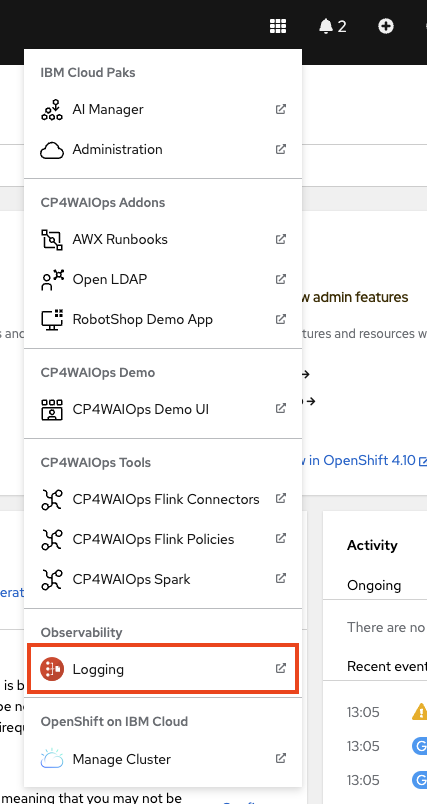 2
IBM Cloud Paks
AI Manager
Administration
CP4WAIOps Addons
AWX Runbooks
Open LDAP
w admin features
RobotShop Demo App
s and
tures and resources w
CP4WAIOps Demo
CP4WAIOps Demo UI
CP4WAIOps Tools
w in OpenShift 4.10
CP4WAIOps Flink Connectors
CP4WAIOps Flink Policies
Activity
CP4WAIOps Spark
Ongoing
erat
There are no
Observability
Logging
Recent event
is b
13:05
be n
OpenShift on IBM Cloud
irequ
13:05
G
Manage Cluster
13:05
G
meaning that you may not be